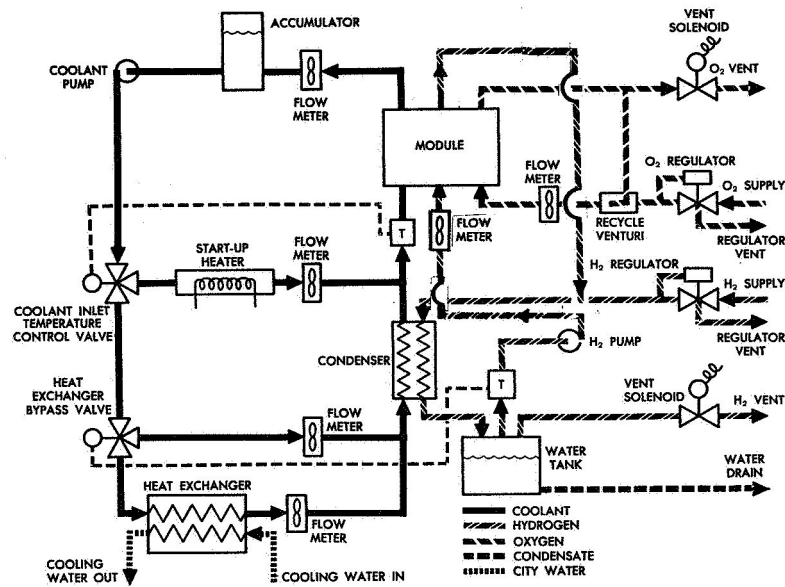 ACCUMULATOR
COOLANT
PUMP
FLOW
METER
VENT
SOLENOID
O₂ VENT
MODULE
FLOW
METER
O₂ REGULATOR
O₂ SUPPLY
RECYCLE
VENTURI
REGULATOR
VENT
T
FLOW
METER
START-UP
HEATER
FLOW
METER
H₂ REGULATOR
H₂ SUPPLY
COOLANT INLET
TEMPERATURE
CONTROL VALVE
CONDENSER
H₂ PUMP
REGULATOR
VENT
HEAT
EXCHANGER
BYPASS VALVE
T
VENT
SOLENOID
H₂ VENT
FLOW
METER
WATER
TANK
WATER
DRAIN
HEAT EXCHANGER
FLOW
METER
COOLING
WATER OUT
COOLING WATER IN
COOLANT
HYDROGEN
OXYGEN
CONDENSATE
CITY WATER